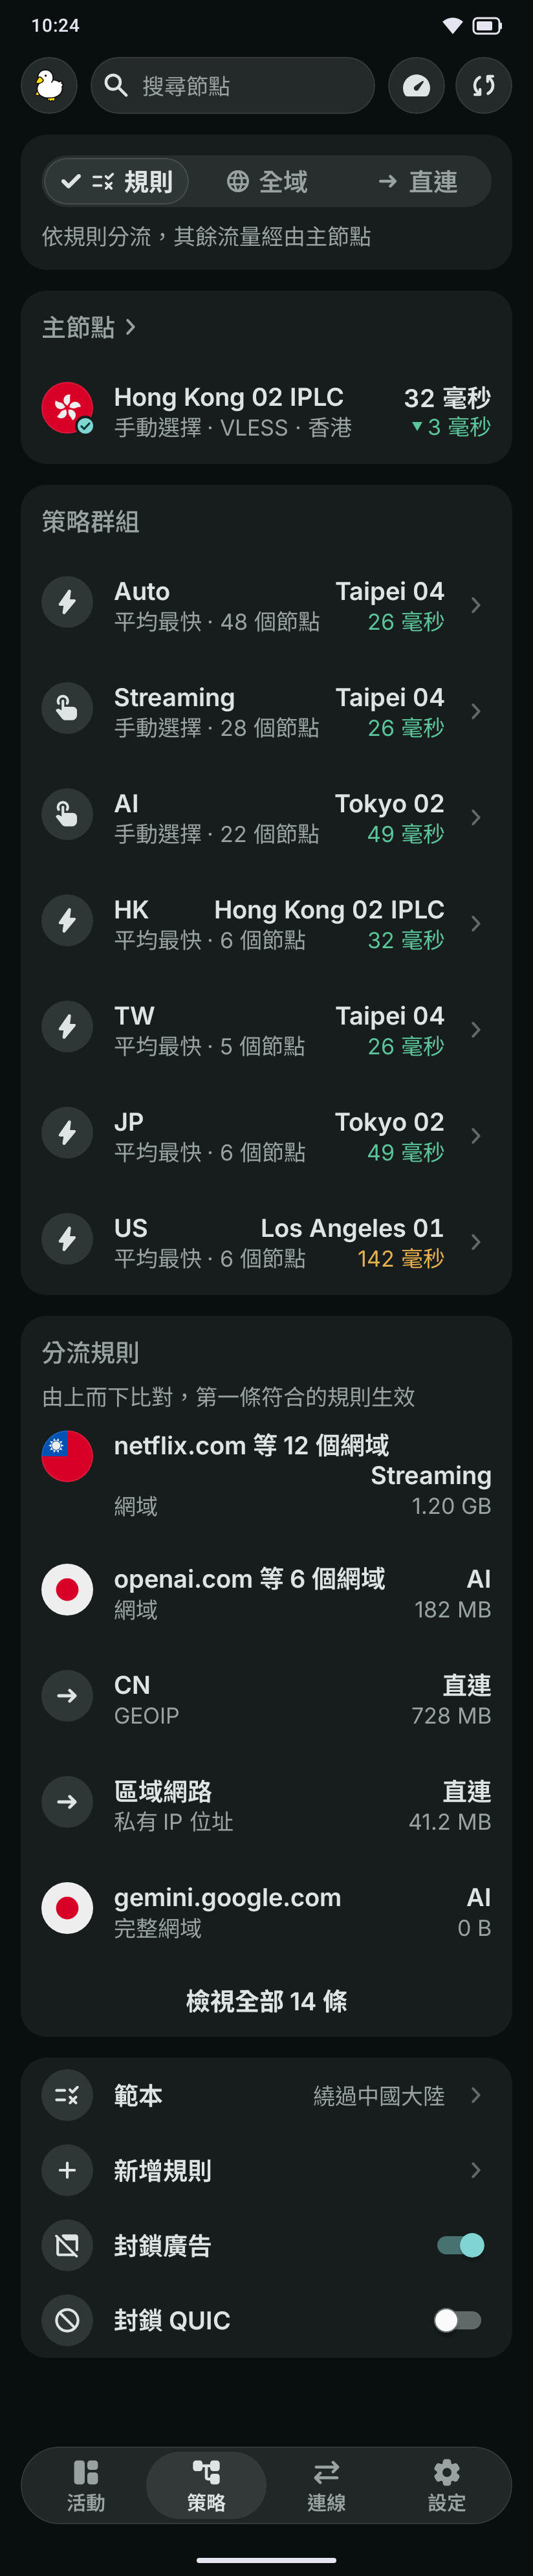 10:24
搜尋節點
規則
全域
直連
依規則分流，其餘流量經由主節點
主節點
Hong Kong 02 IPLC
32 毫秒
手動選擇 · VLESS · 香港
▼3 毫秒
策略群組
Auto
Taipei 04
平均最快 · 48 個節點
26 毫秒
Streaming
Taipei 04
手動選擇 · 28 個節點
26 毫秒
AI
Tokyo 02
手動選擇 · 22 個節點
49 毫秒
HK
Hong Kong 02 IPLC
平均最快 · 6 個節點
32 毫秒
TW
Taipei 04
平均最快 · 5 個節點
26 毫秒
JP
Tokyo 02
平均最快 · 6 個節點
49 毫秒
US
Los Angeles 01
平均最快 · 6 個節點
142 毫秒
分流規則
由上而下比對，第一條符合的規則生效
netflix.com 等 12 個網域
Streaming
網域
1.20 GB
openai.com 等 6 個網域
AI
網域
182 MB
CN
直連
GEOIP
728 MB
區域網路
直連
私有 IP 位址
41.2 MB
gemini.google.com
AI
完整網域
0 B
檢視全部 14 條
範本
繞過中國大陸
新增規則
封鎖廣告
封鎖 QUIC
活動
策略
連線
設定